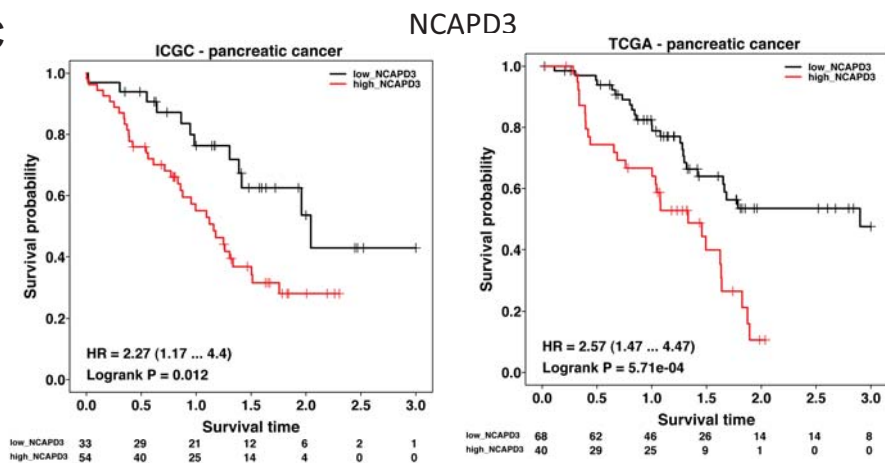 C
NCAPD3
ICGC - pancreatic cancer
low_NCAPD3
high_NCAPD3
Survival probability
1.0
0.8
0.6
0.4
0.2
0.0
HR = 2.27 (1.17 ... 4.4)
Logrank P = 0.012
0.0 0.5 1.0 1.5 2.0 2.5 3.0
Survival time
low_NCAPD3 33 29 21 12 6 2 1
high_NCAPD3 54 40 25 14 4 0 0
TCGA - pancreatic cancer
low_NCAPD3
high_NCAPD3
Survival probability
1.0
0.8
0.6
0.4
0.2
0.0
HR = 2.57 (1.47 ... 4.47)
Logrank P = 5.71e-04
0.0 0.5 1.0 1.5 2.0 2.5 3.0
Survival time
low_NCAPD3 68 62 46 26 14 14 8
high_NCAPD3 40 29 25 9 1 0 0